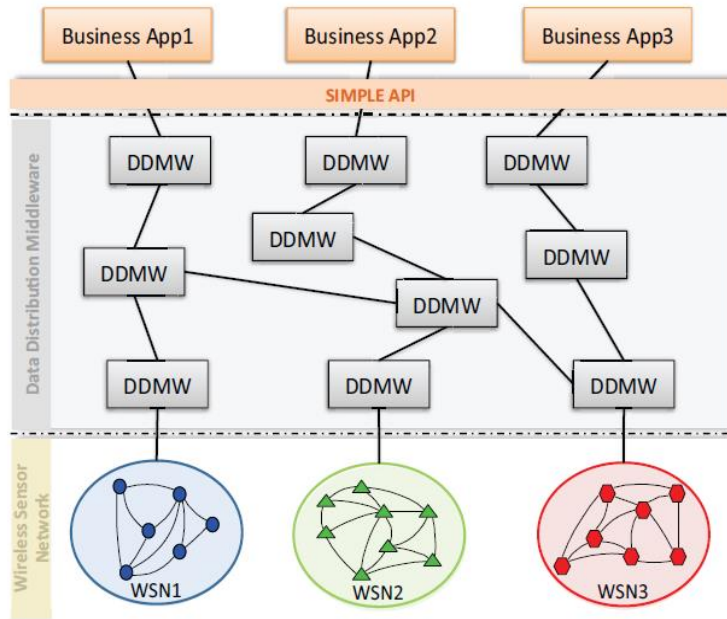 Business App1
Business App2
Business App3
SIMPLE API
Data Distribution Middleware
DDMW
DDMW
DDMW
DDMW
DDMW
DDMW
DDMW
DDMW
DDMW
DDMW
Wireless Sensor
Network
WSN1
WSN2
WSN3